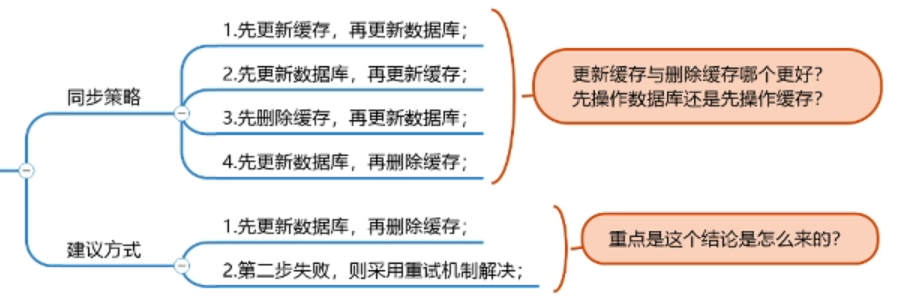 同步策略
1.先更新缓存，再更新数据库；
2.先更新数据库，再更新缓存；
3.先删除缓存，再更新数据库；
4.先更新数据库，再删除缓存；
更新缓存与删除缓存哪个更好？
先操作数据库还是先操作缓存？
建议方式
1.先更新数据库，再删除缓存；
2.第二步失败，则采用重试机制解决；
重点是这个结论是怎么来的？